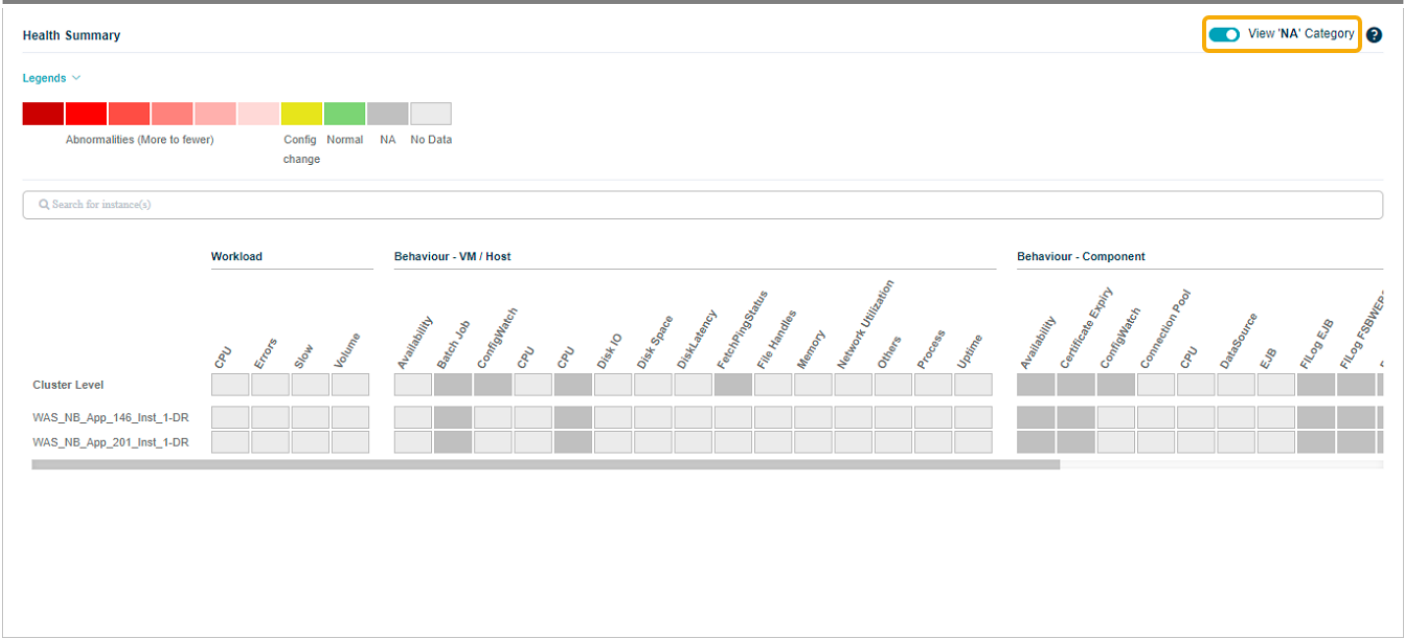 Health Summary
View 'NA' Category ?
Legends
Abnormalities (More to fewer)
Config change
Normal
NA
No Data
Search for instance(s)
Workload
Behaviour - VM / Host
Behaviour - Component
CPU
Errors
Slow
Volume
Availability
Batch Job
ConfigWatch
CPU
CPU
Disk IO
Disk Space
DiskLatency
FetchPingStatus
File Handles
Memory
Network Utilization
Others
Process
Uptime
Availability
Certificate Expiry
ConfigWatch
Connection Pool
CPU
DataSource
EJB
FiLog EJB
FiLog
Cluster Level
WAS_NB_App_146_Inst_1-DR
WAS_NB_App_201_Inst_1-DR